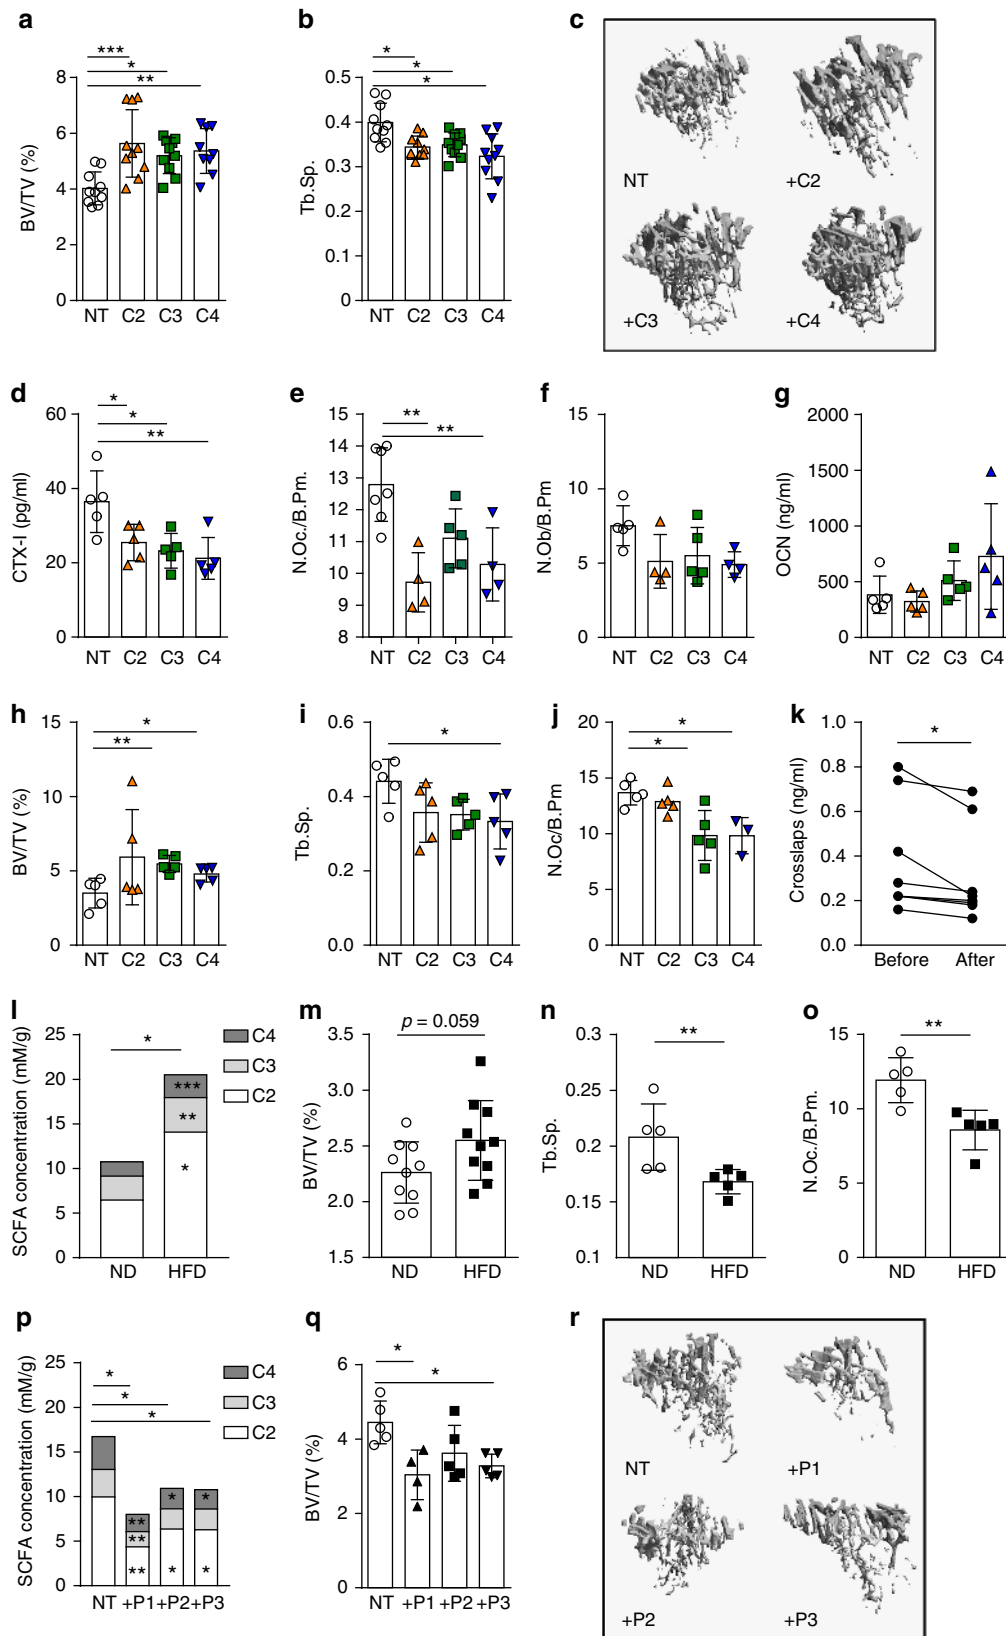 a
***
*
**
BV/TV (%)
8
6
4
2
0
NT C2 C3 C4
b
*
*
*
Tb.Sp.
0.5
0.4
0.3
0.2
0
NT C2 C3 C4
c
NT
+C2
+C3
+C4
d
*
*
**
CTX-I (pg/ml)
60
40
20
0
NT C2 C3 C4
e
**
**
N.Oc./B.Pm.
15
14
13
12
11
10
9
8
NT C2 C3 C4
f
N.Ob/B.Pm
15
10
5
0
NT C2 C3 C4
g
OCN (ng/ml)
2000
1500
1000
500
0
NT C2 C3 C4
h
*
**
BV/TV (%)
15
10
5
0
NT C2 C3 C4
i
*
Tb.Sp.
0.6
0.4
0.2
0.0
NT C2 C3 C4
j
*
*
N.Oc/B.Pm
20
15
10
5
0
NT C2 C3 C4
k
*
Crosslaps (ng/ml)
1.0
0.8
0.6
0.4
0.2
0.0
Before After
l
C4
C3
C2
*
SCFA concentration (mM/g)
25
20
15
10
5
0
***
**
*
ND HFD
m
p = 0.059
BV/TV (%)
3.5
3.0
2.5
2.0
1.5
ND HFD
n
**
Tb.Sp.
0.3
0.25
0.2
0.15
0.1
ND HFD
o
**
N.Oc./B.Pm.
15
10
5
0
ND HFD
p
C4
C3
C2
*
*
*
SCFA concentration (mM/g)
25
20
15
10
5
0
** * *
**
** * *
NT +P1 +P2 +P3
q
*
*
BV/TV (%)
6
4
2
0
NT +P1 +P2 +P3
r
NT
+P1
+P2
+P3